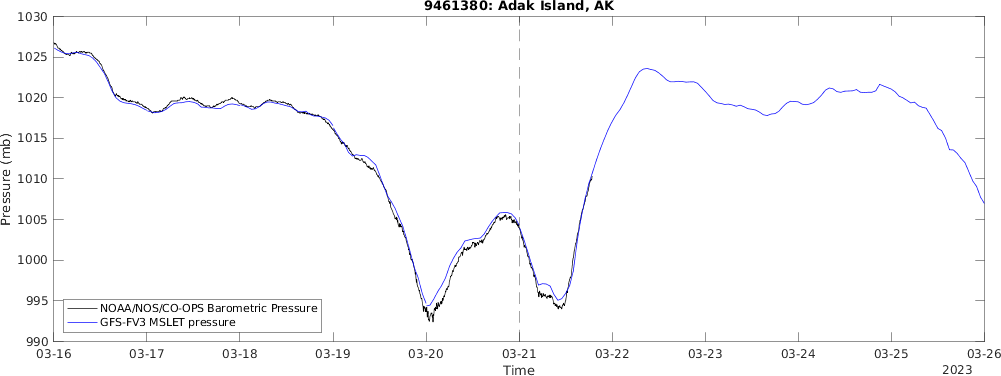 9461380: Adak Island, AK
Pressure (mb)
1030
1025
1020
1015
1010
1005
1000
995
990
NOAA/NOS/CO-OPS Barometric Pressure
GFS-FV3 MSLET pressure
03-16 03-17 03-18 03-19 03-20 03-21 03-22 03-23 03-24 03-25 03-26
Time
2023